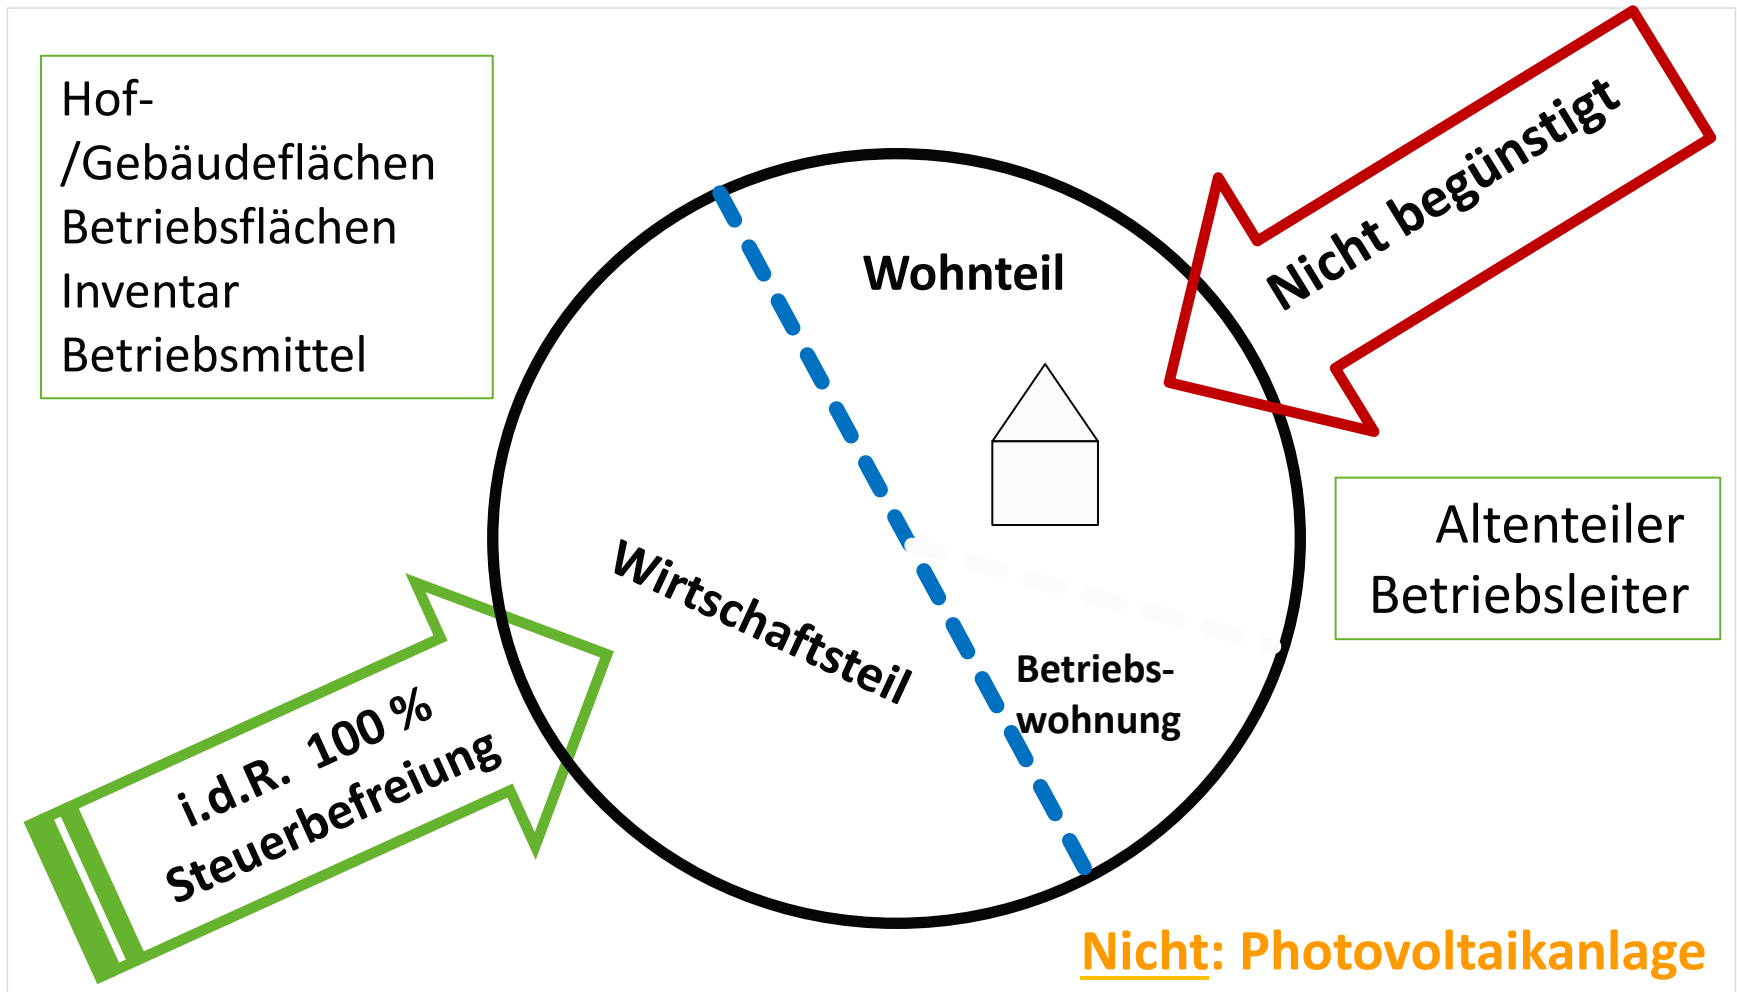 Hof-
/Gebäudeflächen
Betriebsflächen
Inventar
Betriebsmittel
Nicht begünstigt
Wohnteil
Altenteiler
Betriebsleiter
Wirtschaftsteil
Betriebs-
wohnung
i.d.R. 100 %
Steuerbefreiung
Nicht: Photovoltaikanlage